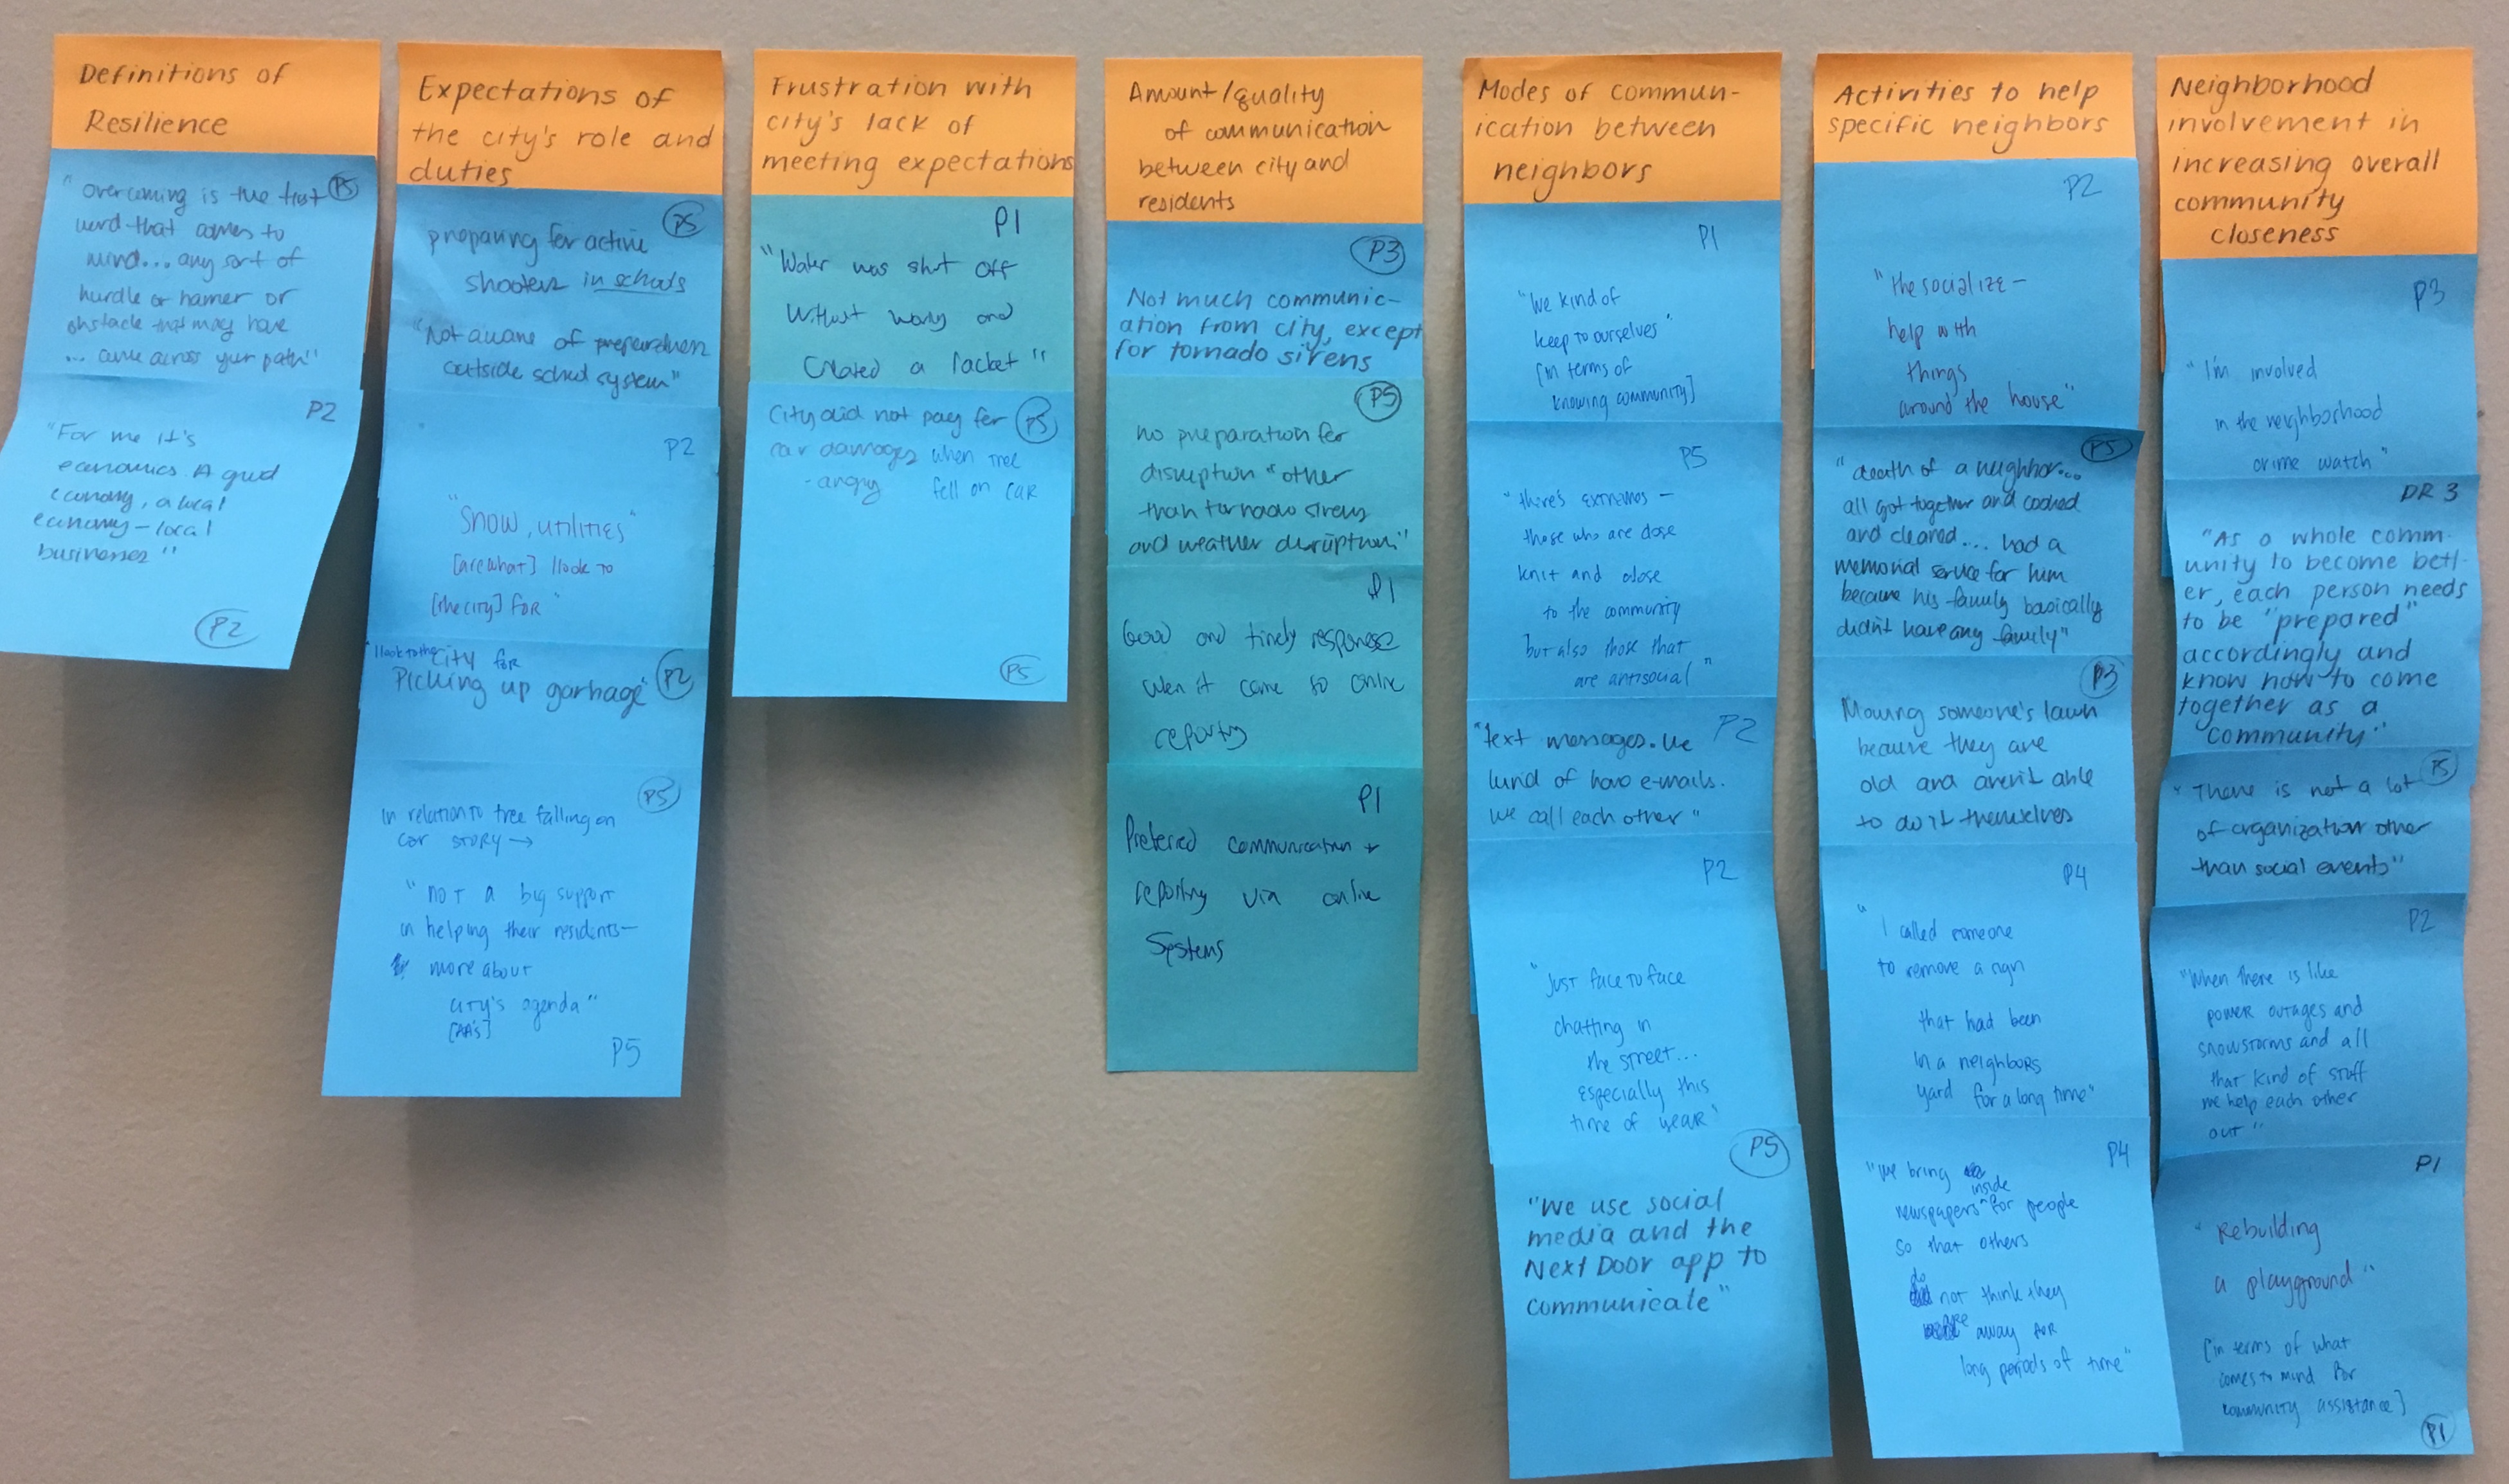 Definitions of
Resilience
"overcoming is the first P5
word that comes to
mind... any sort of
hurdle or barrier or
obstacle that may have
... came across your path"
P2
"For me it's
economics. A good
economy, a local
economy – local
businesses"
P2
Expectations of
the city's role and
duties
P5
preparing for active
shooters in schools
"Not aware of preparation
outside school system"
P2
"Snow, utilities"
[are what] I look to
[the city] for"
"I look to the city for
Picking up garbage" P2
P5
in relation to tree falling on
car STORY →
"not a big support
in helping their residents—
more about
city's agenda"
P5
Frustration with
city's lack of
meeting expectations
P1
"Water was shut off
without warning and
created a racket"
City did not pay for P5
car damages when tree
- angry fell on car
P5
Amount/quality
of communication
between city and
residents
P3
Not much communic-
ation from city, except
for tornado sirens
P5
no preparation for
disruption "other
than tornado sirens
and weather disruptions"
P1
Good and timely response
when it came to online
reporting
P1
Preferred communication +
reporting via online
Systems
Modes of commun-
ication between
neighbors
P1
"We kind of
keep to ourselves"
[in terms of
knowing community]
P5
"there's extremes —
those who are close
knit and close
to the community
but also those that
are antisocial"
"text messages. we P2
kind of have e-mails.
we call each other"
P2
"Just face to face
chatting in
the street...
especially this
time of year"
P5
"We use social
media and the
Next Door app to
communicate"
Activities to help
specific neighbors
P2
"the socialize —
help with
things
around the house"
P5
"death of a neighbor...
all got together and cooked
and cleaned.... had a
memorial service for him
because his family basically
didn't have any family"
P3
Mowing someone's lawn
because they are
old and aren't able
to do it themselves
P4
"I called someone
to remove a sign
that had been
in a neighbors
yard for a long time"
P4
"we bring
inside
newspapers ^ for people
so that others
do
not think they
are
away for
long periods of time"
Neighborhood
involvement in
increasing overall
community
closeness
P3
"I'm involved
in the neighborhood
crime watch"
DR 3
"As a whole comm-
unity to become bett-
er, each person needs
to be "prepared"
accordingly and
know how to come
together as a
community."
P5
"There is not a lot
of organization other
than social events"
P2
"When there is like
power outages and
snowstorms and all
that kind of stuff
we help each other
out"
P1
"Rebuilding
a playground"
[in terms of what
comes to mind for
community assistance]
P1